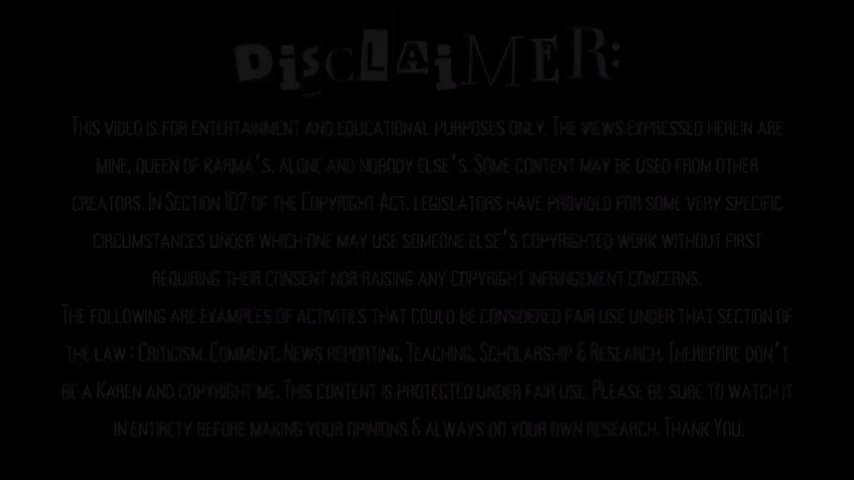 DISCLAIMER:
THIS VIDEO IS FOR ENTERTAINMENT AND EDUCATIONAL PURPOSES ONLY. THE VIEWS EXPRESSED HEREIN ARE
MINE, QUEEN OF KARMA'S, ALONE AND NOBODY ELSE'S. SOME CONTENT MAY BE USED FROM OTHER
CREATORS. IN SECTION 107 OF THE COPYRIGHT ACT, LEGISLATORS HAVE PROVIDED FOR SOME VERY SPECIFIC
CIRCUMSTANCES UNDER WHICH ONE MAY USE SOMEONE ELSE'S COPYRIGHTED WORK WITHOUT FIRST
REQUIRING THEIR CONSENT NOR RAISING ANY COPYRIGHT INFRINGEMENT CONCERNS.
THE FOLLOWING ARE EXAMPLES OF ACTIVITIES THAT COULD BE CONSIDERED FAIR USE UNDER THAT SECTION OF
THE LAW : CRITICISM, COMMENT, NEWS REPORTING, TEACHING, SCHOLARSHIP & RESEARCH. THEREFORE DON'T
BE A KAREN AND COPYRIGHT ME. THIS CONTENT IS PROTECTED UNDER FAIR USE. PLEASE BE SURE TO WATCH IT
IN ENTIRETY BEFORE MAKING YOUR OPINIONS & ALWAYS DO YOUR OWN RESEARCH. THANK YOU.